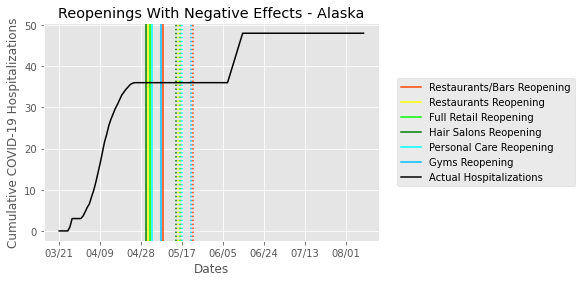 Reopenings With Negative Effects - Alaska
Cumulative COVID-19 Hospitalizations
50
40
30
20
10
0
03/21 04/09 04/28 05/17 06/05 06/24 07/13 08/01
Dates
Restaurants/Bars Reopening
Restaurants Reopening
Full Retail Reopening
Hair Salons Reopening
Personal Care Reopening
Gyms Reopening
Actual Hospitalizations